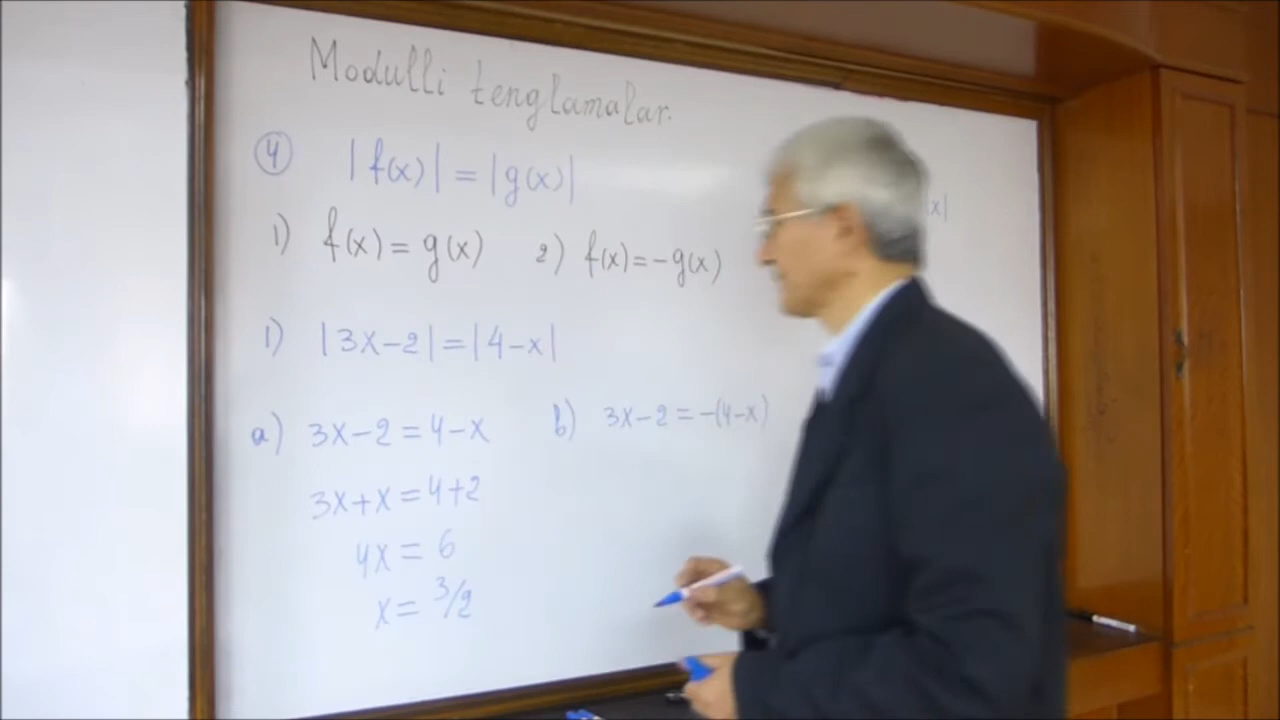 Modulli tenglamalar.
④ |f(x)| = |g(x)|
1) f(x) = g(x) 2) f(x) = -g(x)
1) |3x-2| = |4-x|
a) 3x-2 = 4-x b) 3x-2 = -(4-x)
3x+x = 4+2
4x = 6
x = 3/2
x|